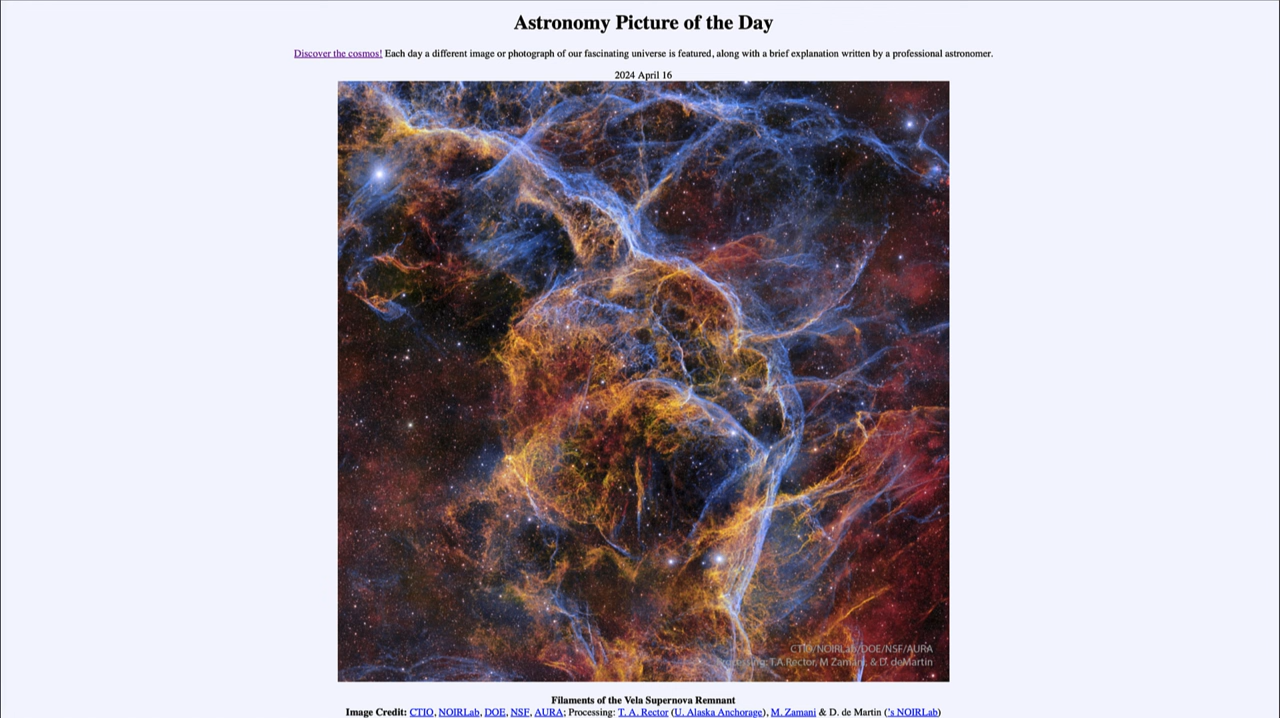 Astronomy Picture of the Day
Discover the cosmos! Each day a different image or photograph of our fascinating universe is featured, along with a brief explanation written by a professional astronomer.
2024 April 16
CTIO/NOIRLab/DOE/NSF/AURA
Processing: T.A.Rector, M Zamani, & D. deMartin
Filaments of the Vela Supernova Remnant
Image Credit: CTIO, NOIRLab, DOE, NSF, AURA; Processing: T. A. Rector (U. Alaska Anchorage), M. Zamani & D. de Martin ('s NOIRLab)